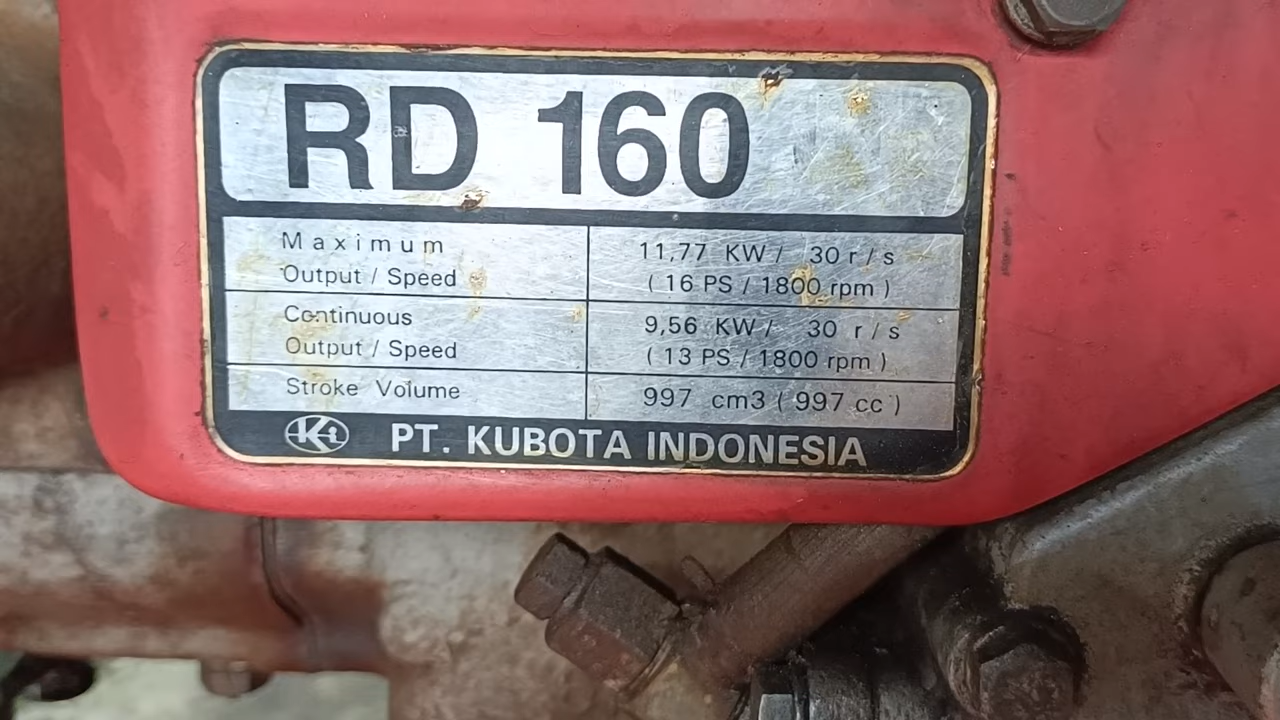 RD 160
Maximum 11,77 KW / 30 r / s
Output / Speed ( 16 PS / 1800 rpm )
Continuous 9,56 KW / 30 r / s
Output / Speed ( 13 PS / 1800 rpm )
Stroke Volume 997 cm3 ( 997 cc )
Ki PT. KUBOTA INDONESIA